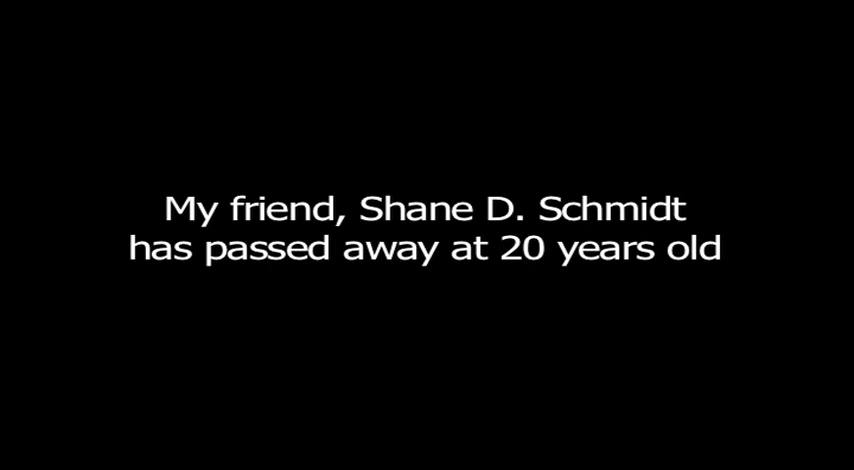 My friend, Shane D. Schmidt
has passed away at 20 years old